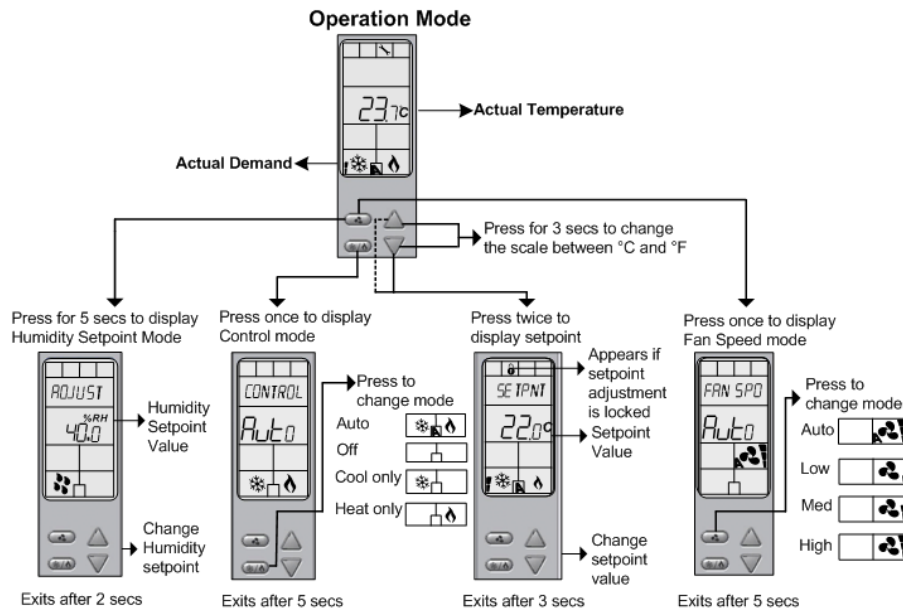 Operation Mode
23.7°C
Actual Temperature
Actual Demand
A
Press for 3 secs to change
the scale between °C and °F
Press for 5 secs to display
Humidity Setpoint Mode
ADJUST
%RH
40.0
Humidity
Setpoint
Value
Change
Humidity
setpoint
Exits after 2 secs
Press once to display
Control mode
CONTROL
Auto
Press to
change mode
Auto
A
Off
Cool only
Heat only
Exits after 5 secs
Press twice to
display setpoint
SETPNT
22.0°C
A
Appears if
setpoint
adjustment
is locked
Setpoint
Value
Change
setpoint
value
Exits after 3 secs
Press once to display
Fan Speed mode
FAN SPD
Auto
A
Press to
change mode
Auto
A
Low
Med
High
Exits after 5 secs